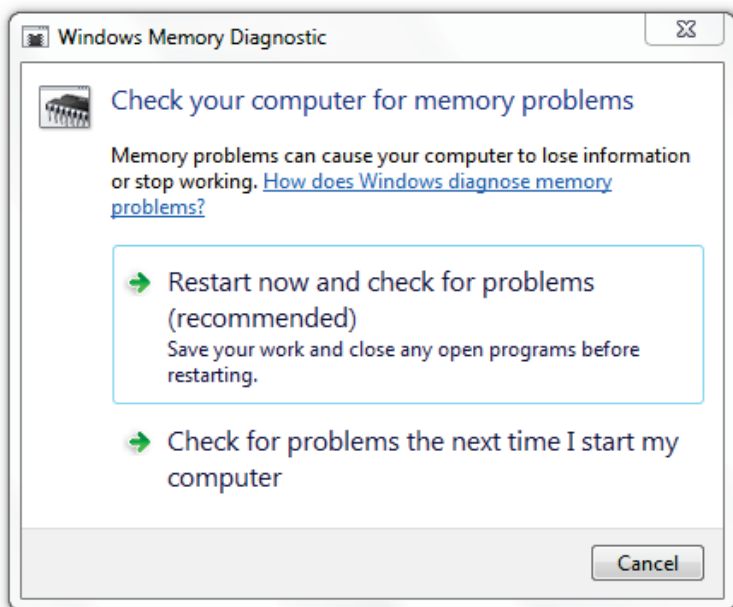 Windows Memory Diagnostic
Check your computer for memory problems
Memory problems can cause your computer to lose information
or stop working. How does Windows diagnose memory
problems?
Restart now and check for problems
(recommended)
Save your work and close any open programs before
restarting.
Check for problems the next time I start my
computer
Cancel